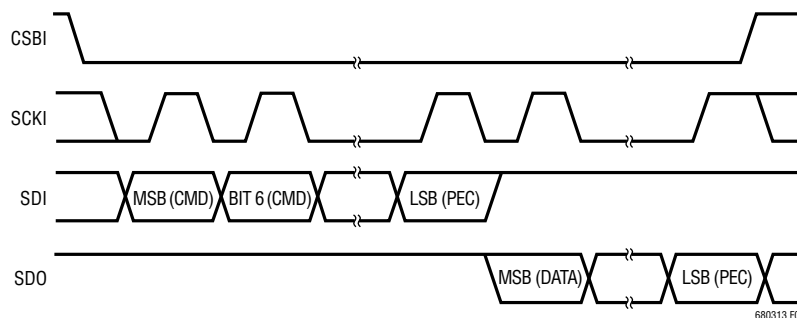 CSBI
SCKI
SDI
MSB (CMD)
BIT 6 (CMD)
LSB (PEC)
SDO
MSB (DATA)
LSB (PEC)